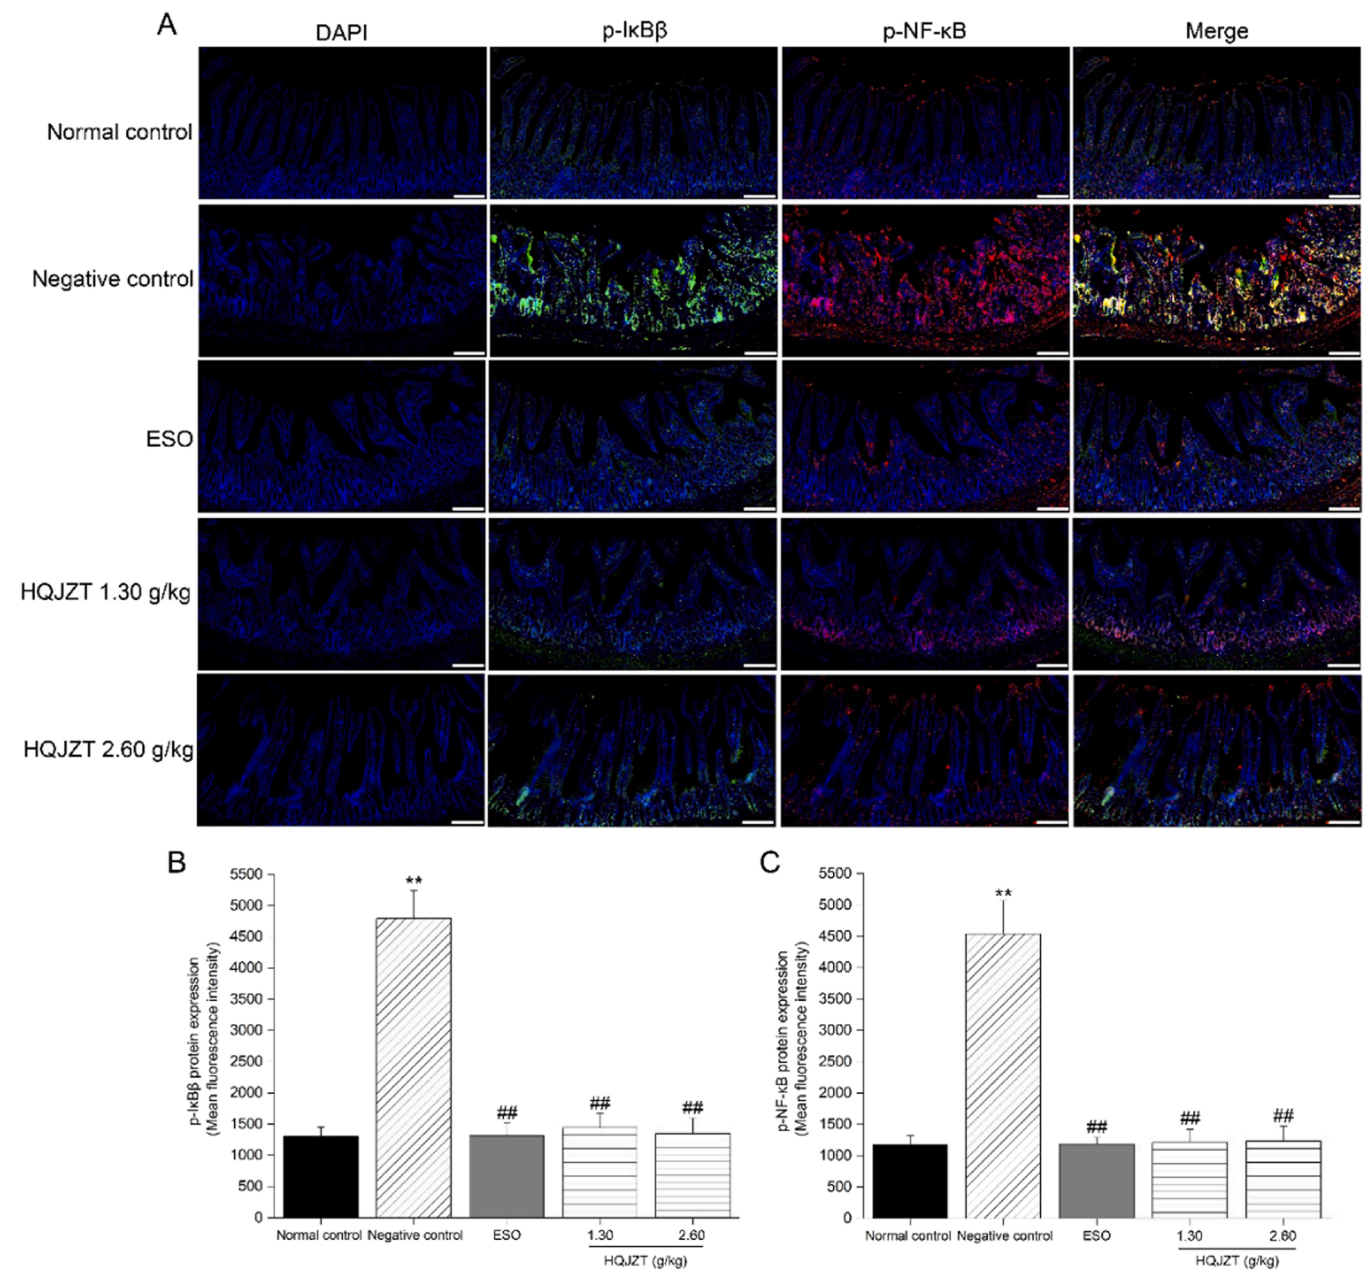 A
DAPI
p-IκBβ
p-NF-κB
Merge
Normal control
Negative control
ESO
HQJZT 1.30 g/kg
HQJZT 2.60 g/kg
B
p-IκBβ protein expression
(Mean fluorescence intensity)
5500
5000
4500
4000
3500
3000
2500
2000
1500
1000
500
0
**
##
##
##
Normal control
Negative control
ESO
1.30
2.60
HQJZT (g/kg)
C
p-NF-κB protein expression
(Mean fluorescence intensity)
5500
5000
4500
4000
3500
3000
2500
2000
1500
1000
500
0
**
##
##
##
Normal control
Negative control
ESO
1.30
2.60
HQJZT (g/kg)